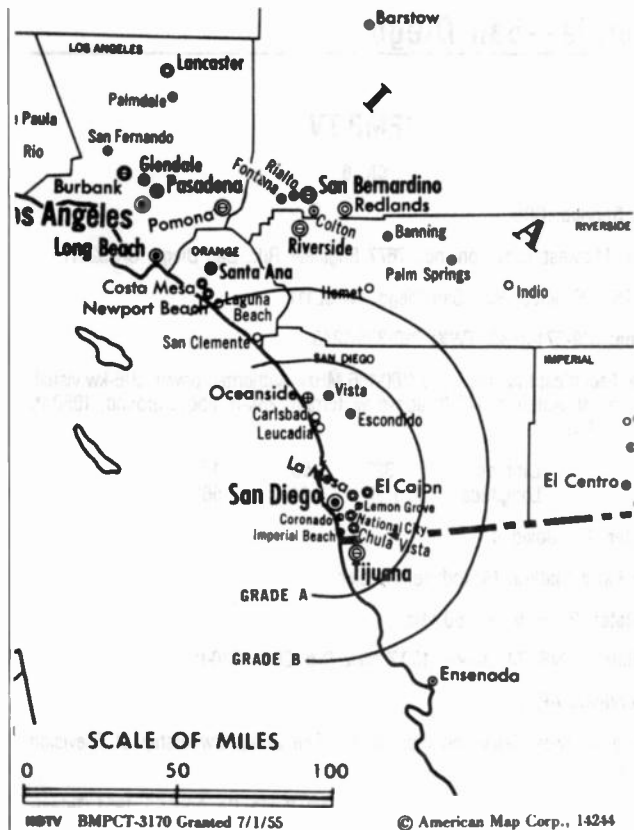 Barstow
LOS ANGELES
Lancaster
Palmdale
Paula
San Fernando
Rio
Glendale
Burbank
Pasadena
Fontana
Rialto
San Bernardino
Redlands
os Angeles
Pomona
Colton
I
A
RIVERSIDE
Riverside
Banning
Long Beach
ORANGE
Santa Ana
Palm Springs
Costa Mesa
Hemet
Indio
Newport Beach
Laguna
Beach
San Clemente
SAN DIEGO
IMPERIAL
Oceanside
Vista
Carlsbad
Escondido
Leucadia
La Mesa
El Cajon
El Centro
San Diego
Lemon Grove
Coronado
National City
Imperial Beach
Chula Vista
Tijuana
GRADE A
GRADE B
Ensenada
SCALE OF MILES
0 50 100
BMPCT-3170 Granted 7/1/55
© American Map Corp., 14244